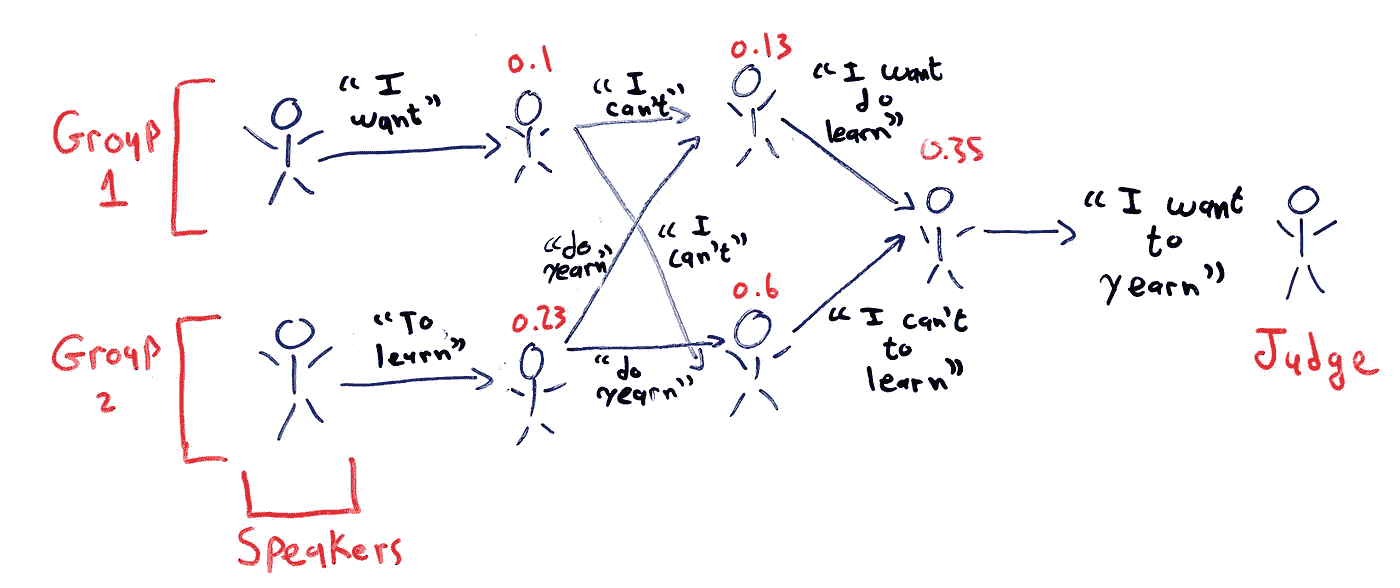 Group
1
“ I
want”
0.1
“ I
can't”
0.13
“ I want
do
learn”
0.35
“do
yearn”
“ I
can't”
“ I want
to
yearn”
Judge
Group
2
“To
learn”
0.23
“do
yearn”
0.6
“ I can't
to
learn”
Speakers